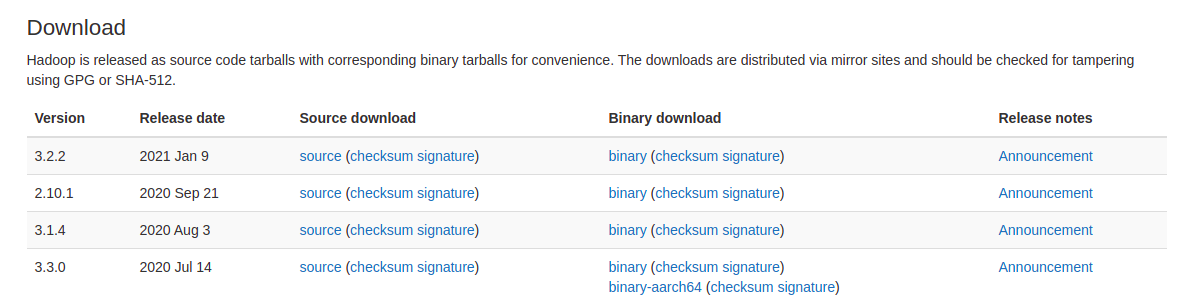 Download
Hadoop is released as source code tarballs with corresponding binary tarballs for convenience. The downloads are distributed via mirror sites and should be checked for tampering
using GPG or SHA-512.
Version Release date Source download Binary download Release notes
3.2.2 2021 Jan 9 source (checksum signature) binary (checksum signature) Announcement
2.10.1 2020 Sep 21 source (checksum signature) binary (checksum signature) Announcement
3.1.4 2020 Aug 3 source (checksum signature) binary (checksum signature) Announcement
3.3.0 2020 Jul 14 source (checksum signature) binary (checksum signature) Announcement
binary-aarch64 (checksum signature)